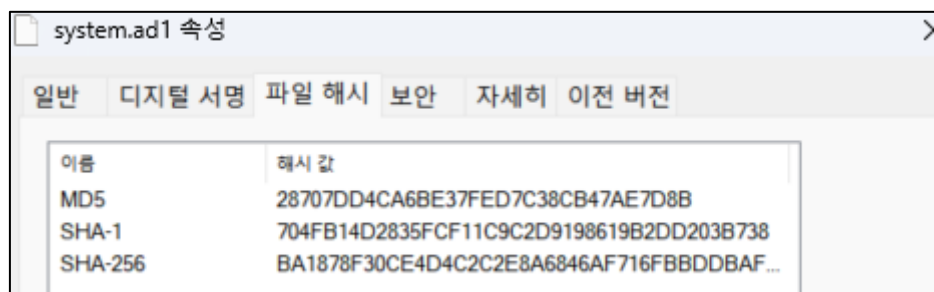 system.ad1 속성
일반 디지털 서명 파일 해시 보안 자세히 이전 버전
이름 해시 값
MD5 28707DD4CA6BE37FED7C38CB47AE7D8B
SHA-1 704FB14D2835FCF11C9C2D9198619B2DD203B738
SHA-256 BA1878F30CE4D4C2C2E8A6846AF716FBBDDBAF...